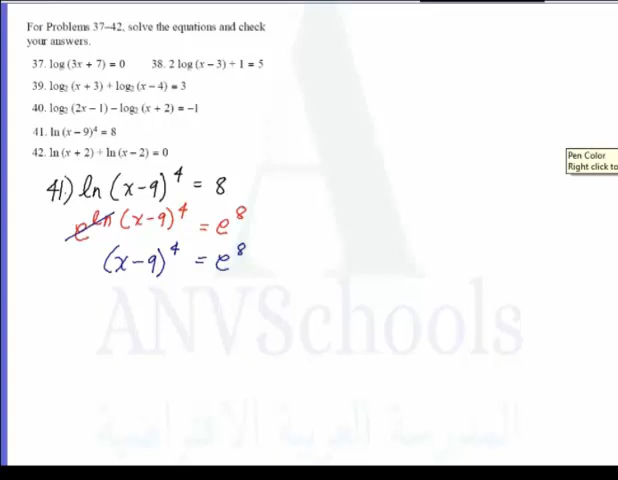 For Problems 37–42, solve the equations and check
your answers.
37. log (3x + 7) = 0 38. 2 log (x − 3) + 1 = 5
39. log₂ (x + 3) + log₂ (x − 4) = 3
40. log₂ (2x − 1) − log₂ (x + 2) = −1
41. ln (x − 9)⁴ = 8
42. ln (x + 2) + ln (x − 2) = 0
41.) ln (x-9)⁴ = 8
e ln (x-9)⁴ = e⁸
(x-9)⁴ = e⁸
Pen Color
Right click to
ANVSchools
المدرسة العربية الافتراضية